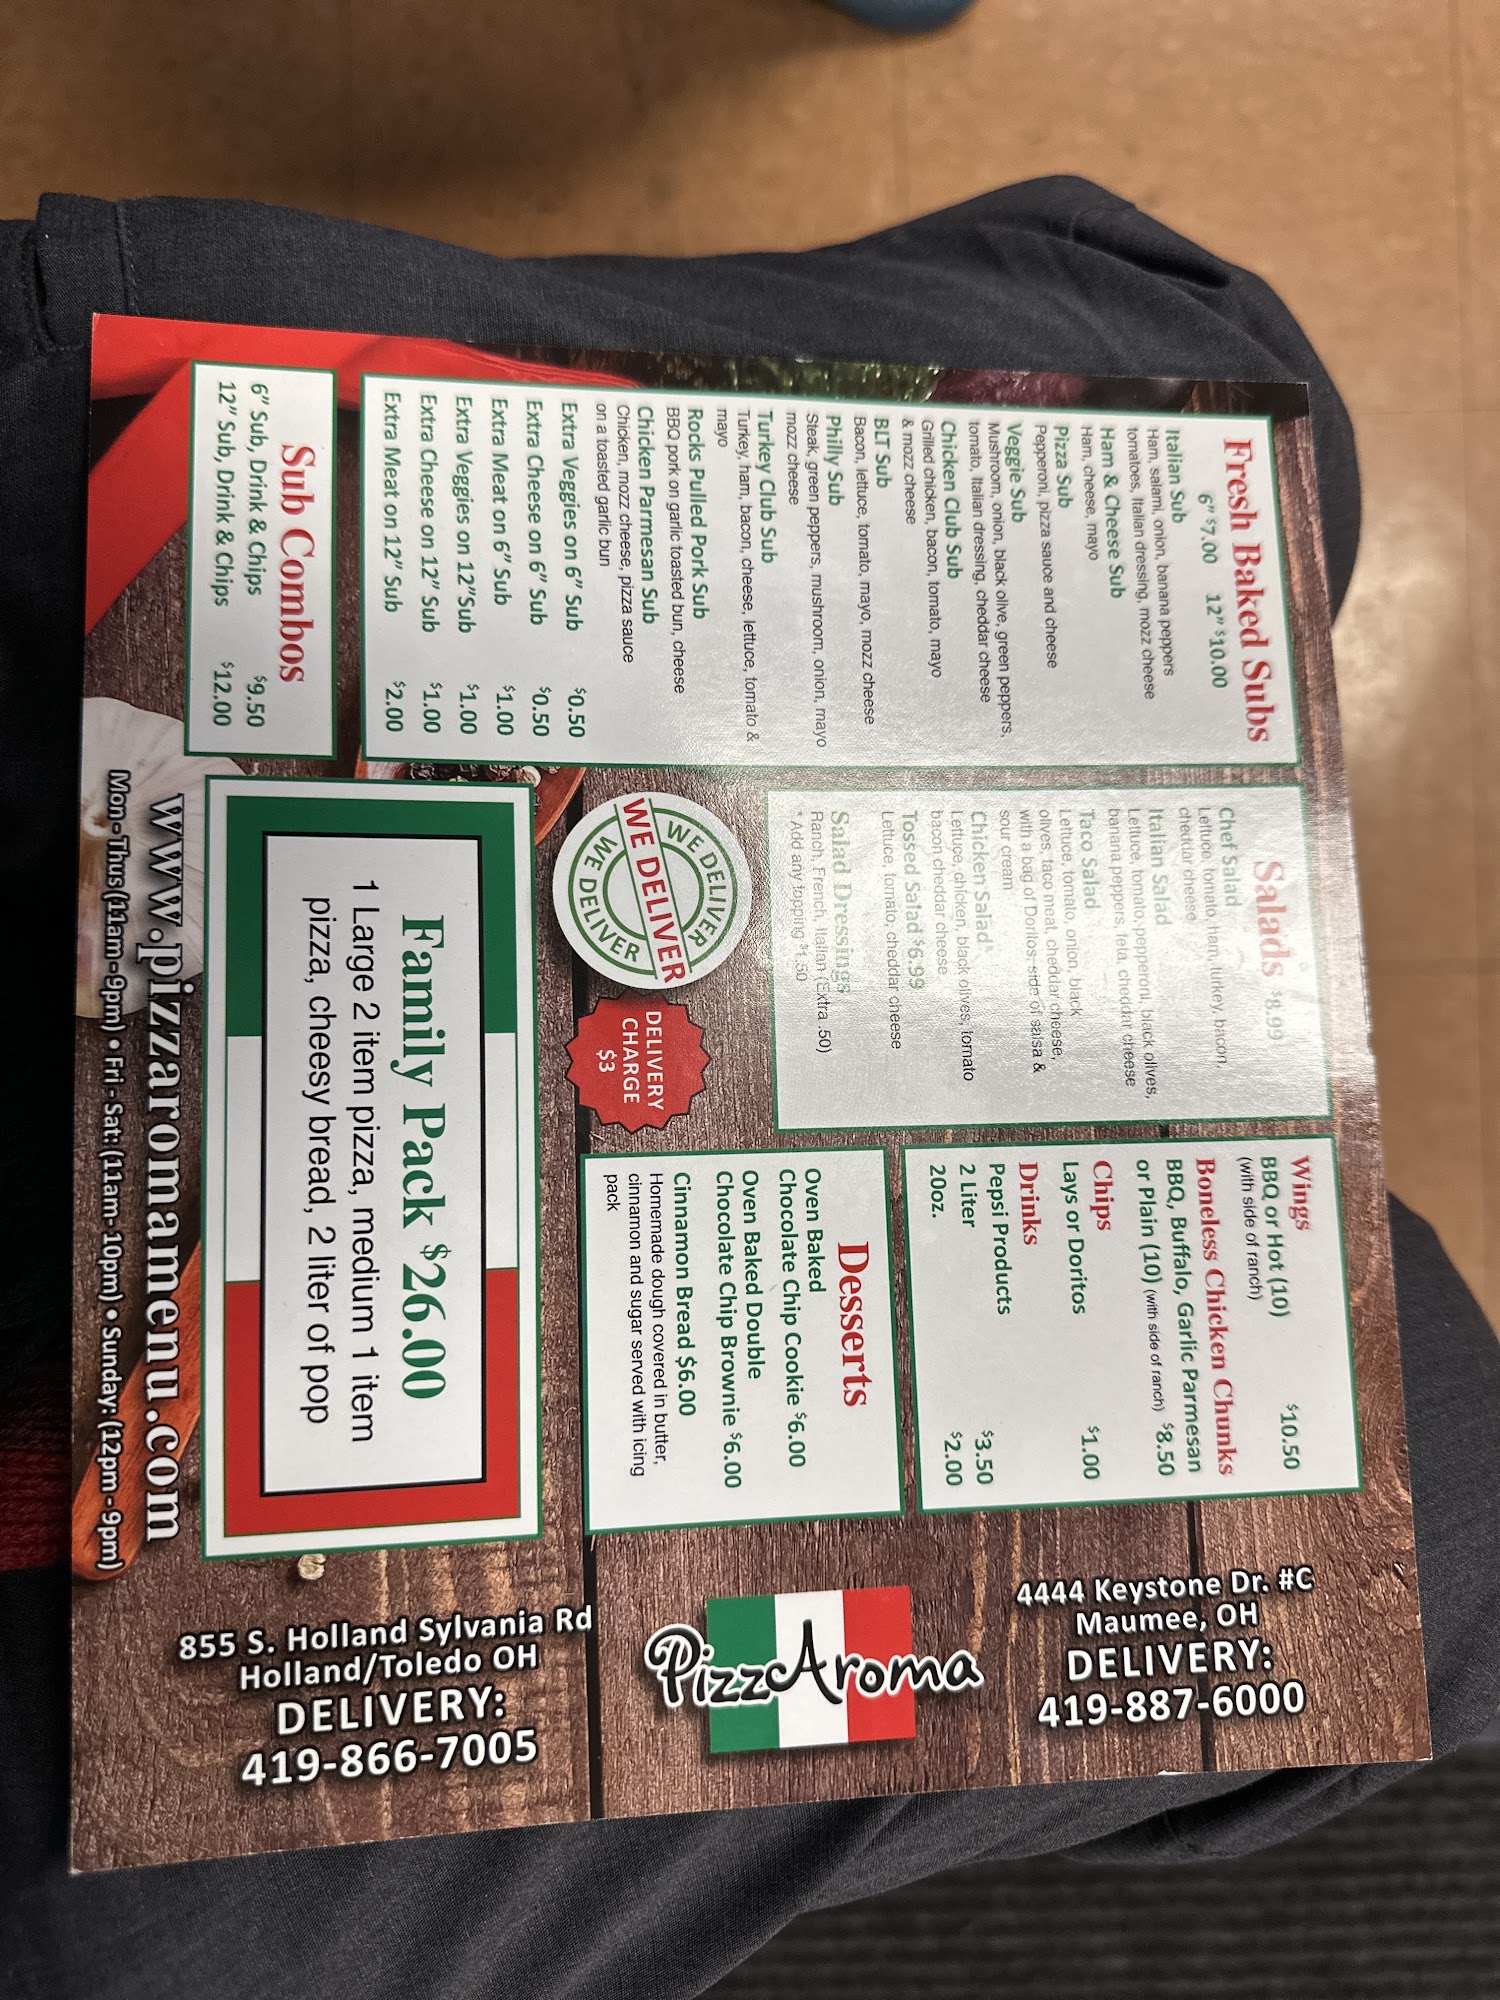 Fresh Baked Subs
6" $7.00 12" $10.00
Italian Sub
Ham, salami, onion, banana peppers
tomatoes, Italian dressing, mozz cheese
Ham & Cheese Sub
Ham, cheese, mayo
Pizza Sub
Pepperoni, pizza sauce and cheese
Veggie Sub
Mushroom, onion, black olive, green peppers,
tomato, Italian dressing, cheddar cheese
Chicken Club Sub
Grilled chicken, bacon, tomato, mayo
& mozz cheese
BLT Sub
Bacon, lettuce, tomato, mayo, mozz cheese
Philly Sub
Steak, green peppers, mushroom, onion, mayo
mozz cheese
Turkey Club Sub
Turkey, ham, bacon, cheese, lettuce, tomato &
mayo
Rocks Pulled Pork Sub
BBQ pork on garlic toasted bun, cheese
Chicken Parmesan Sub
Chicken, mozz cheese, pizza sauce
on a toasted garlic bun
Extra Veggies on 6" Sub $0.50
Extra Cheese on 6" Sub $0.50
Extra Meat on 6" Sub $1.00
Extra Veggies on 12"Sub $1.00
Extra Cheese on 12" Sub $1.00
Extra Meat on 12" Sub $2.00
Sub Combos
6" Sub, Drink & Chips $9.50
12" Sub, Drink & Chips $12.00
Salads $8.99
Chef Salad
Lettuce, tomato, ham, turkey, bacon,
cheddar cheese
Italian Salad
Lettuce, tomato, pepperoni, black olives,
banana peppers, feta, cheddar cheese
Taco Salad
Lettuce, tomato, onion, black
olives, taco meat, cheddar cheese,
with a bag of Doritos, side of salsa &
sour cream
Chicken Salad*
Lettuce, chicken, black olives, tomato
bacon cheddar cheese
Tossed Salad $6.99
Lettuce, tomato, cheddar cheese
Salad Dressings
Ranch, French, Italian (Extra .50)
*Add any topping $1.50
WE DELIVER
WE DELIVER
WE DELIVER
DELIVERY
CHARGE
$3
Wings
BBQ or Hot (10) $10.50
(with side of ranch)
Boneless Chicken Chunks
BBQ, Buffalo, Garlic Parmesan
or Plain (10) (with side of ranch) $8.50
Chips
Lays or Doritos $1.00
Drinks
Pepsi Products
2 Liter $3.50
20oz. $2.00
Desserts
Oven Baked
Chocolate Chip Cookie $6.00
Oven Baked Double
Chocolate Chip Brownie $6.00
Cinnamon Bread $6.00
Homemade dough covered in butter,
cinnamon and sugar served with icing
pack
Family Pack $26.00
1 Large 2 item pizza, medium 1 item
pizza, cheesy bread, 2 liter of pop
www.pizzaromamenu.com
Mon-Thus(11am-9pm) • Fri - Sat: (11am-10pm) • Sunday: (12pm-9pm)
4444 Keystone Dr. #C
Maumee, OH
DELIVERY:
419-887-6000
PizzAroma
855 S. Holland Sylvania Rd
Holland/Toledo OH
DELIVERY:
419-866-7005